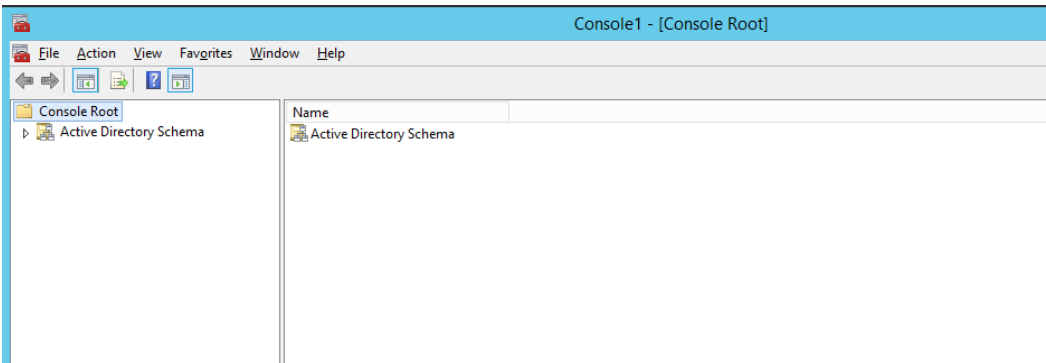 Console1 - [Console Root]
File Action View Favorites Window Help
Console Root
Active Directory Schema
Name
Active Directory Schema